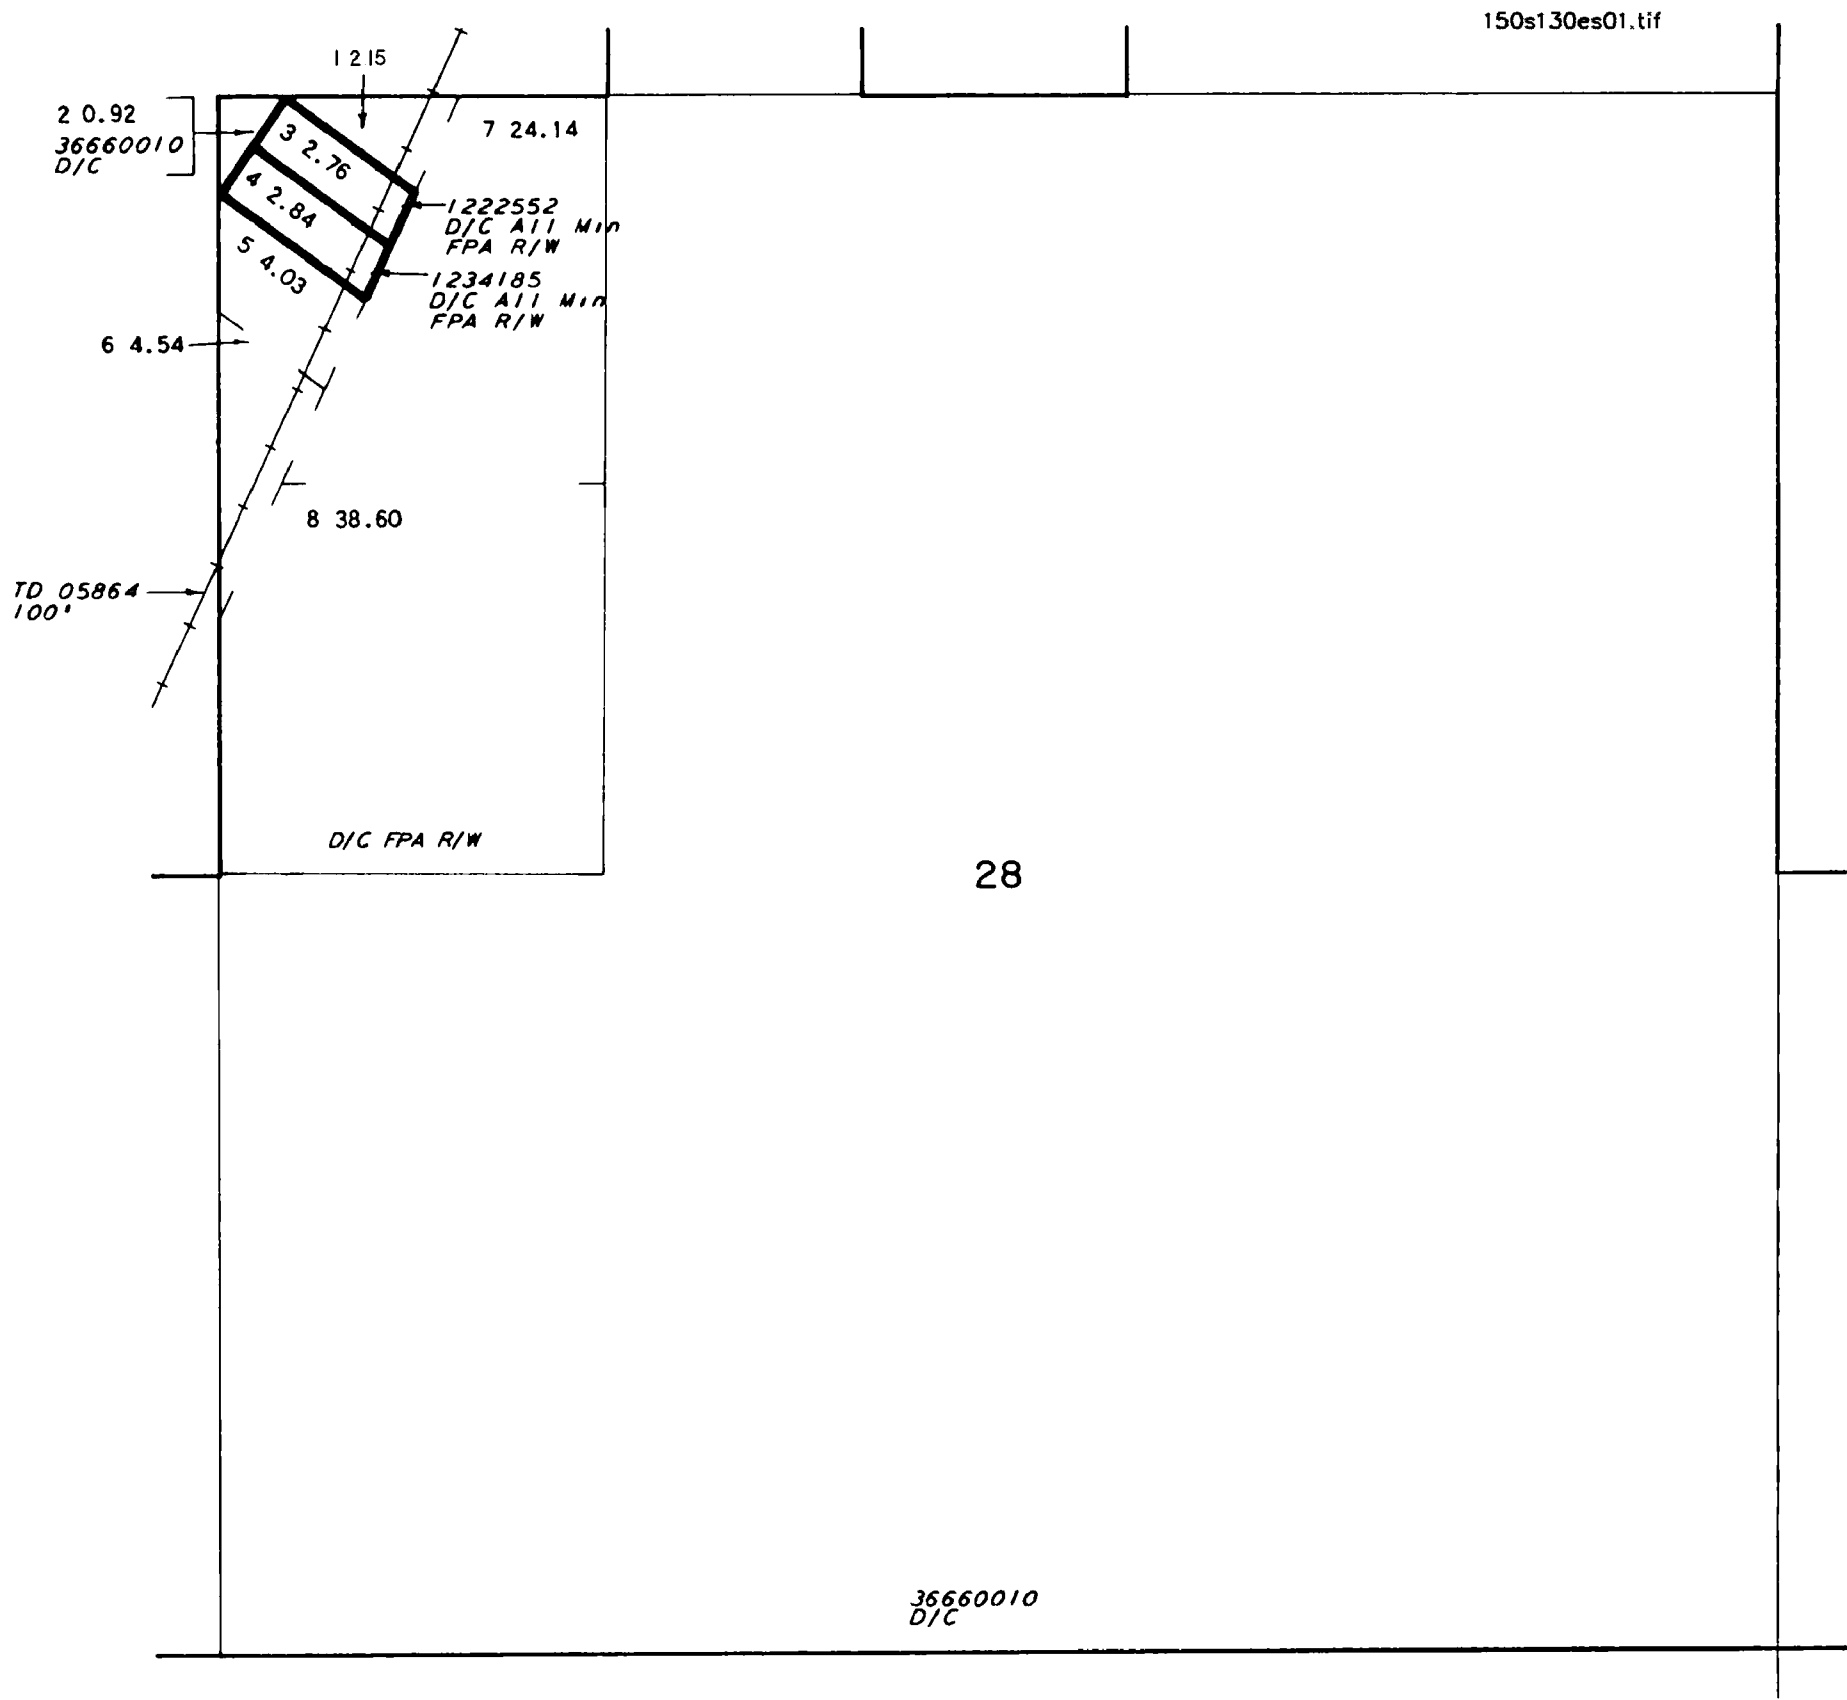 150s130es01.tif
1 2.15
2 0.92
36660010
D/C
3 2.76
7 24.14
4 2.84
1222552
D/C All Min
FPA R/W
5 4.03
1234185
D/C All Min
FPA R/W
6 4.54
8 38.60
TD 05864
100'
D/C FPA R/W
28
36660010
D/C